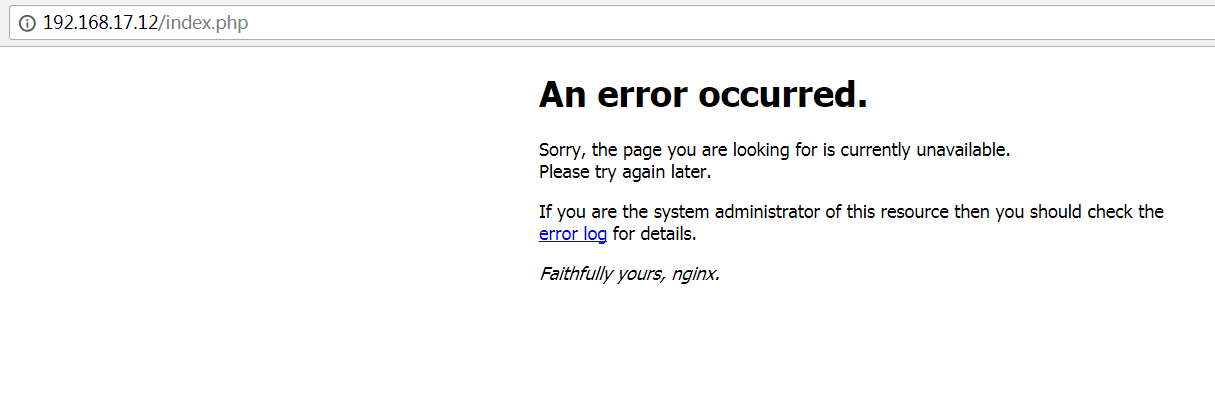 192.168.17.12/index.php
An error occurred.
Sorry, the page you are looking for is currently unavailable.
Please try again later.
If you are the system administrator of this resource then you should check the
error log for details.
Faithfully yours, nginx.